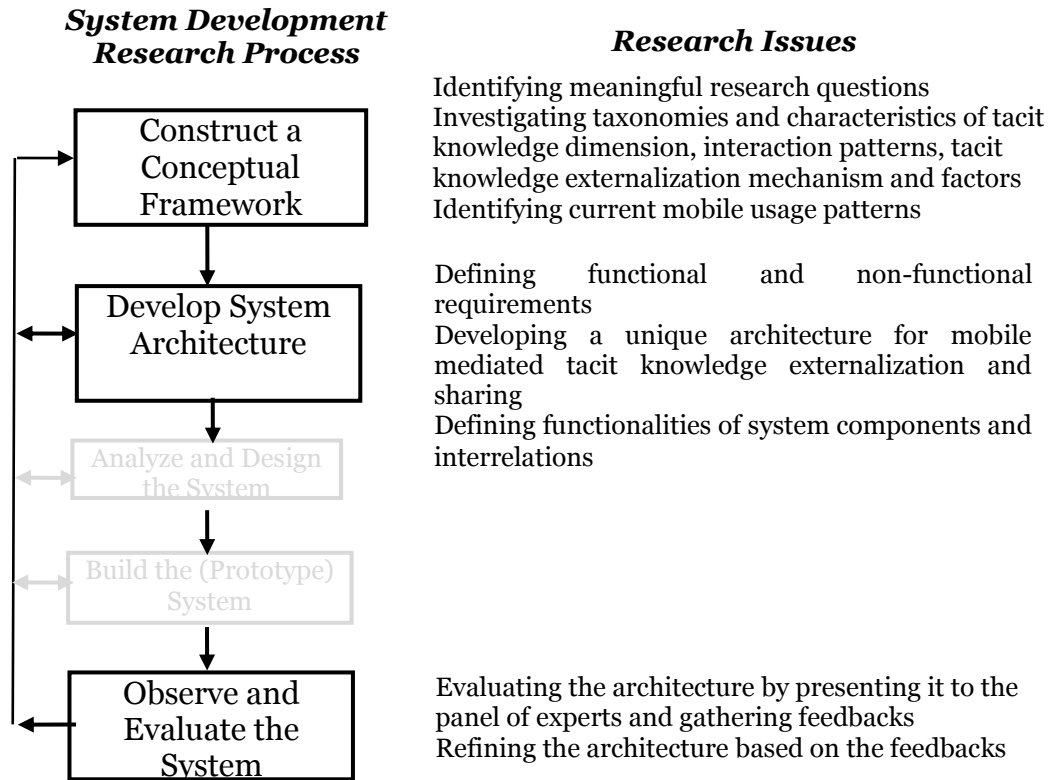 System Development
Research Process
Research Issues
Construct a
Conceptual
Framework
Identifying meaningful research questions
Investigating taxonomies and characteristics of tacit
knowledge dimension, interaction patterns, tacit
knowledge externalization mechanism and factors
Identifying current mobile usage patterns
Develop System
Architecture
Defining functional and non-functional
requirements
Developing a unique architecture for mobile
mediated tacit knowledge externalization and
sharing
Defining functionalities of system components and
interrelations
Analyze and Design
the System
Build the (Prototype)
System
Observe and
Evaluate the
System
Evaluating the architecture by presenting it to the
panel of experts and gathering feedbacks
Refining the architecture based on the feedbacks